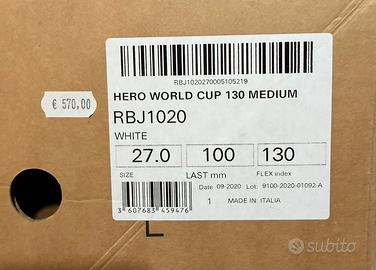 RBJ1020270005105219
HERO WORLD CUP 130 MEDIUM
€ 570,00
RBJ1020
WHITE
27.0 100 130
SIZE LAST mm FLEX index
Date 09-2020 Lot: 9100-2020-01092-A
1 MADE IN: ITALIA
3 607683 459476
L
subito